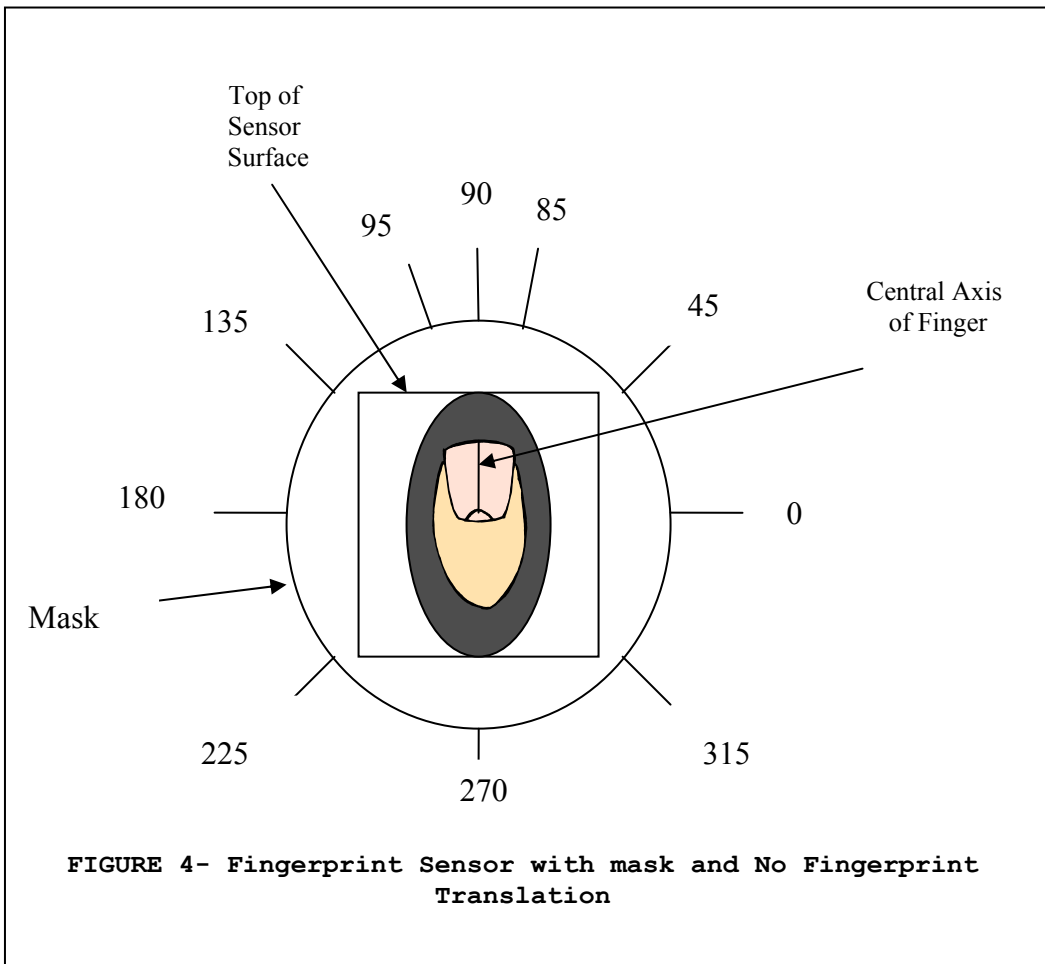 Top of
Sensor
Surface
90
85
95
Central Axis
of Finger
45
135
180
0
Mask
225
315
270
FIGURE 4- Fingerprint Sensor with mask and No Fingerprint
Translation